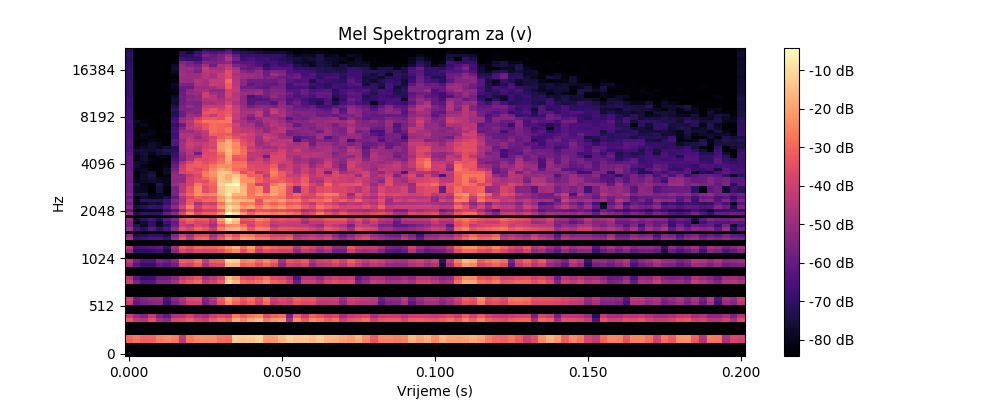 Mel Spektrogram za (v)
Hz
16384
8192
4096
2048
1024
512
0
0.000 0.050 0.100 0.150 0.200
Vrijeme (s)
-10 dB
-20 dB
-30 dB
-40 dB
-50 dB
-60 dB
-70 dB
-80 dB